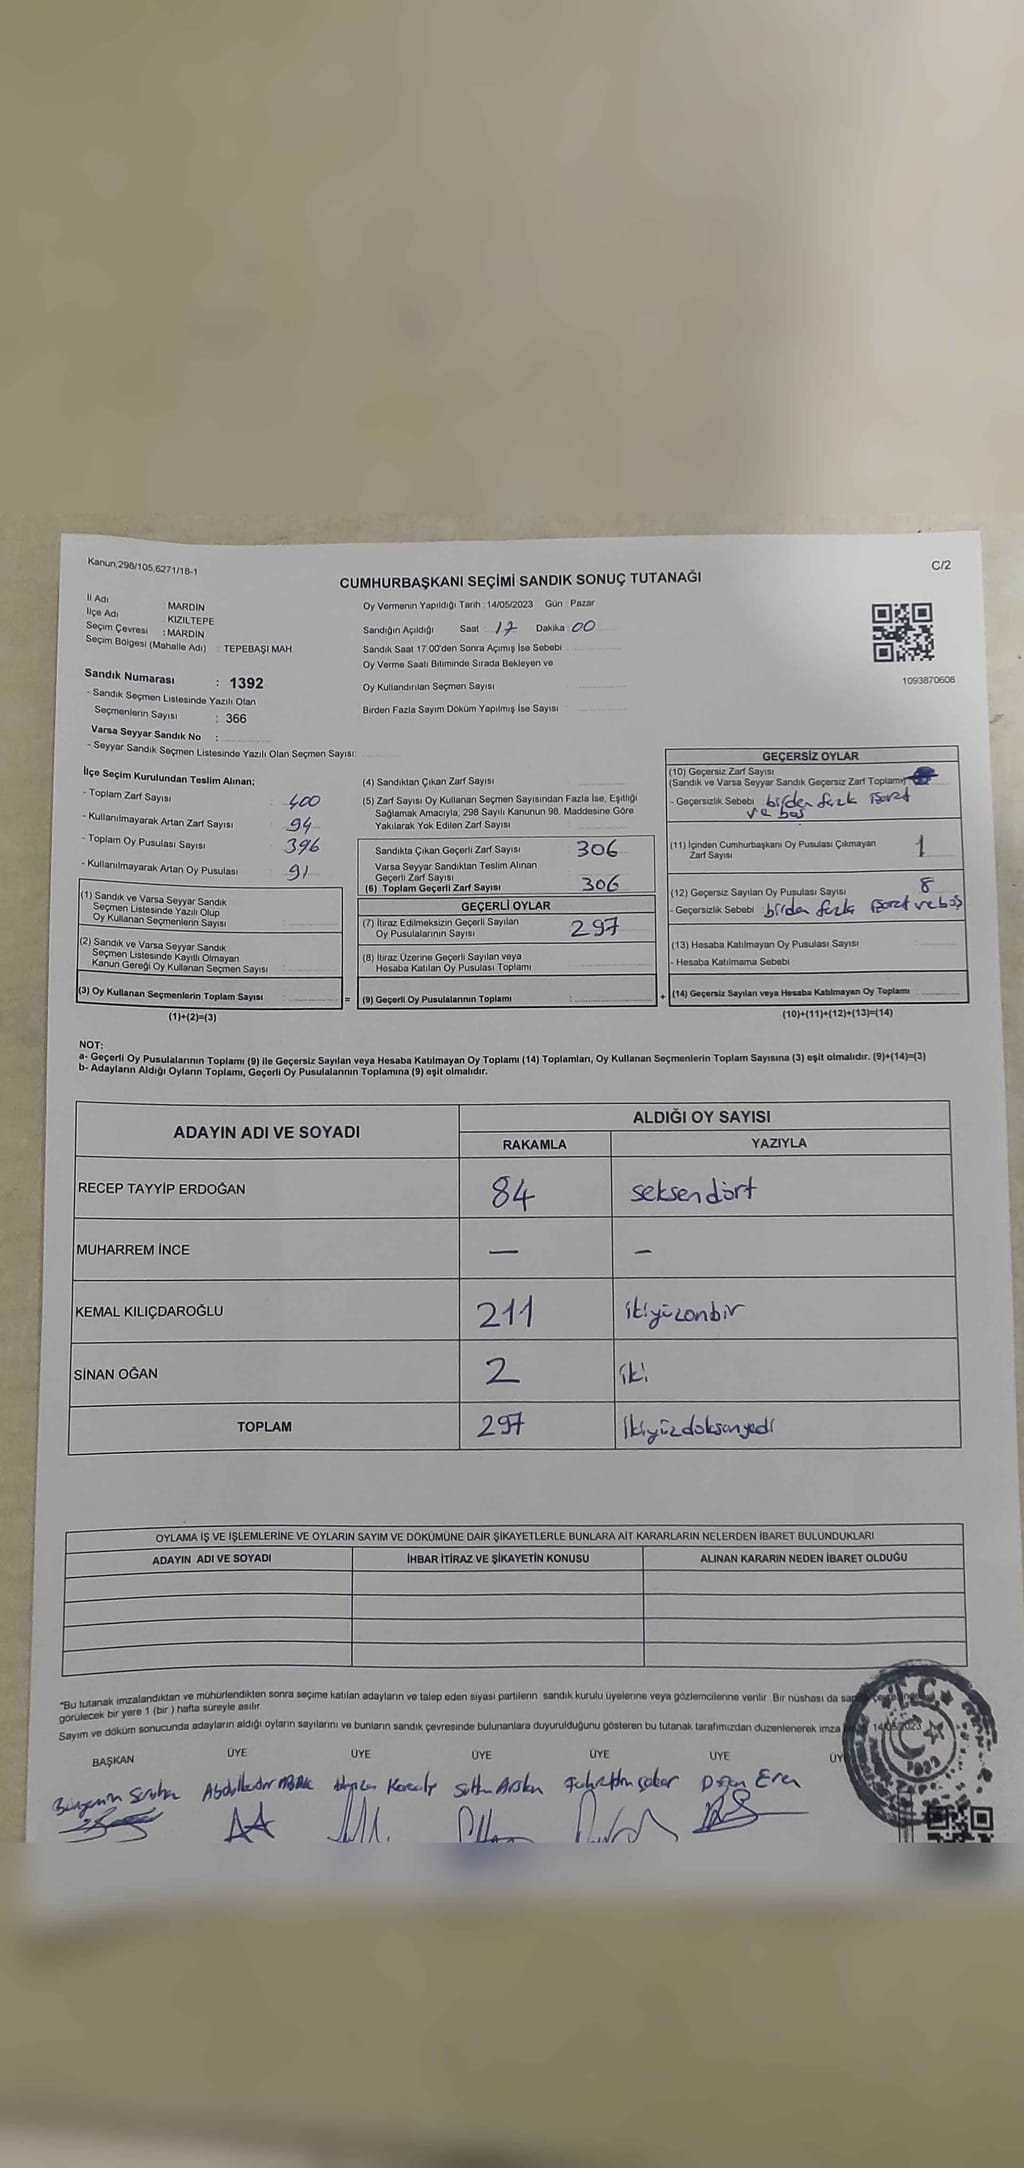 Kanun,298/105,6271/18-1
C/2
CUMHURBAŞKANI SEÇİMİ SANDIK SONUÇ TUTANAĞI
İl Adı MARDİN
İlçe Adı KIZILTEPE
Seçim Çevresi : MARDİN
Seçim Bölgesi (Mahalle Adı) : TEPEBAŞI MAH.
Sandık Numarası : 1392
- Sandık Seçmen Listesinde Yazılı Olan
Seçmenlerin Sayısı : 366
Varsa Seyyar Sandık No :
- Seyyar Sandık Seçmen Listesinde Yazılı Olan Seçmen Sayısı:
Oy Vermenin Yapıldığı Tarih : 14/05/2023 Gün : Pazar
Sandığın Açıldığı Saat : 17 Dakika : 00
Sandık Saat 17.00'den Sonra Açımış İse Sebebi
Oy Verme Saati Bitiminde Sırada Bekleyen ve
Oy Kullandırılan Seçmen Sayısı
Birden Fazla Sayım Döküm Yapılmış İse Sayısı :
1093870608
İlçe Seçim Kurulundan Teslim Alınan;
- Toplam Zarf Sayısı : 400
- Kullanılmayarak Artan Zarf Sayısı : 94
- Toplam Oy Pusulası Sayısı : 396
- Kullanılmayarak Artan Oy Pusulası : 91
(1) Sandık ve Varsa Seyyar Sandık
Seçmen Listesinde Yazılı Olup
Oy Kullanan Seçmenlerin Sayısı
(2) Sandık ve Varsa Seyyar Sandık
Seçmen Listesinde Kayıtlı Olmayan
Kanun Gereği Oy Kullanan Seçmen Sayısı :
(3) Oy Kullanan Seçmenlerin Toplam Sayısı
(1)+(2)=(3)
=
(4) Sandıktan Çıkan Zarf Sayısı
(5) Zarf Sayısı Oy Kullanan Seçmen Sayısından Fazla İse, Eşitliği
Sağlamak Amacıyla, 298 Sayılı Kanunun 98. Maddesine Göre
Yakılarak Yok Edilen Zarf Sayısı
Sandıkta Çıkan Geçerli Zarf Sayısı 306
Varsa Seyyar Sandıktan Teslim Alınan
Geçerli Zarf Sayısı
(6) Toplam Geçerli Zarf Sayısı 306
GEÇERLİ OYLAR
(7) İtiraz Edilmeksizin Geçerli Sayılan
Oy Pusulalarının Sayısı 297
(8) İtiraz Üzerine Geçerli Sayılan veya
Hesaba Katılan Oy Pusulası Toplamı
(9) Geçerli Oy Pusulalarının Toplamı
+
GEÇERSİZ OYLAR
(10) Geçersiz Zarf Sayısı
(Sandık ve Varsa Seyyar Sandık Geçersiz Zarf Toplamı)
- Geçersizlik Sebebi birden fazla işaret
ve boş
(11) İçinden Cumhurbaşkanı Oy Pusulası Çıkmayan
Zarf Sayısı 1
(12) Geçersiz Sayılan Oy Pusulası Sayısı 8
- Geçersizlik Sebebi birden fazla işaret ve boş
(13) Hesaba Katılmayan Oy Pusulası Sayısı
- Hesaba Katılmama Sebebi
(14) Geçersiz Sayılan veya Hesaba Katılmayan Oy Toplamı
(10)+(11)+(12)+(13)=(14)
NOT:
a- Geçerli Oy Pusulalarının Toplamı (9) ile Geçersiz Sayılan veya Hesaba Katılmayan Oy Toplamı (14) Toplamları, Oy Kullanan Seçmenlerin Toplam Sayısına (3) eşit olmalıdır. (9)+(14)=(3)
b- Adayların Aldığı Oyların Toplamı, Geçerli Oy Pusulalarının Toplamına (9) eşit olmalıdır.
ADAYIN ADI VE SOYADI
ALDIĞI OY SAYISI
RAKAMLA YAZIYLA
RECEP TAYYİP ERDOĞAN 84 seksendört
MUHARREM İNCE — –
KEMAL KILIÇDAROĞLU 211 ikiyüzonbir
SİNAN OĞAN 2 iki
TOPLAM 297 ikiyüzdoksanyedi
OYLAMA İŞ VE İŞLEMLERİNE VE OYLARIN SAYIM VE DÖKÜMÜNE DAİR ŞİKAYETLERLE BUNLARA AİT KARARLARIN NELERDEN İBARET BULUNDUKLARI
ADAYIN ADI VE SOYADI İHBAR İTİRAZ VE ŞİKAYETİN KONUSU ALINAN KARARIN NEDEN İBARET OLDUĞU
"Bu tutanak imzalandıktan ve mühürlendikten sonra seçime katılan adayların ve talep eden siyasi partilerin sandık kurulu üyelerine veya gözlemcilerine verilir. Bir nüshası da
görülecek bir yere 1 (bir) hafta süreyle asılır.
Sayım ve döküm sonucunda adayların aldığı oyların sayılarını ve bunların sandık çevresinde bulunanlara duyurulduğunu gösteren bu tutanak tarafımızdan düzenlenerek imza 14/05/2023
BAŞKAN ÜYE ÜYE ÜYE ÜYE ÜYE ÜY
Doğan Eren
T.C.